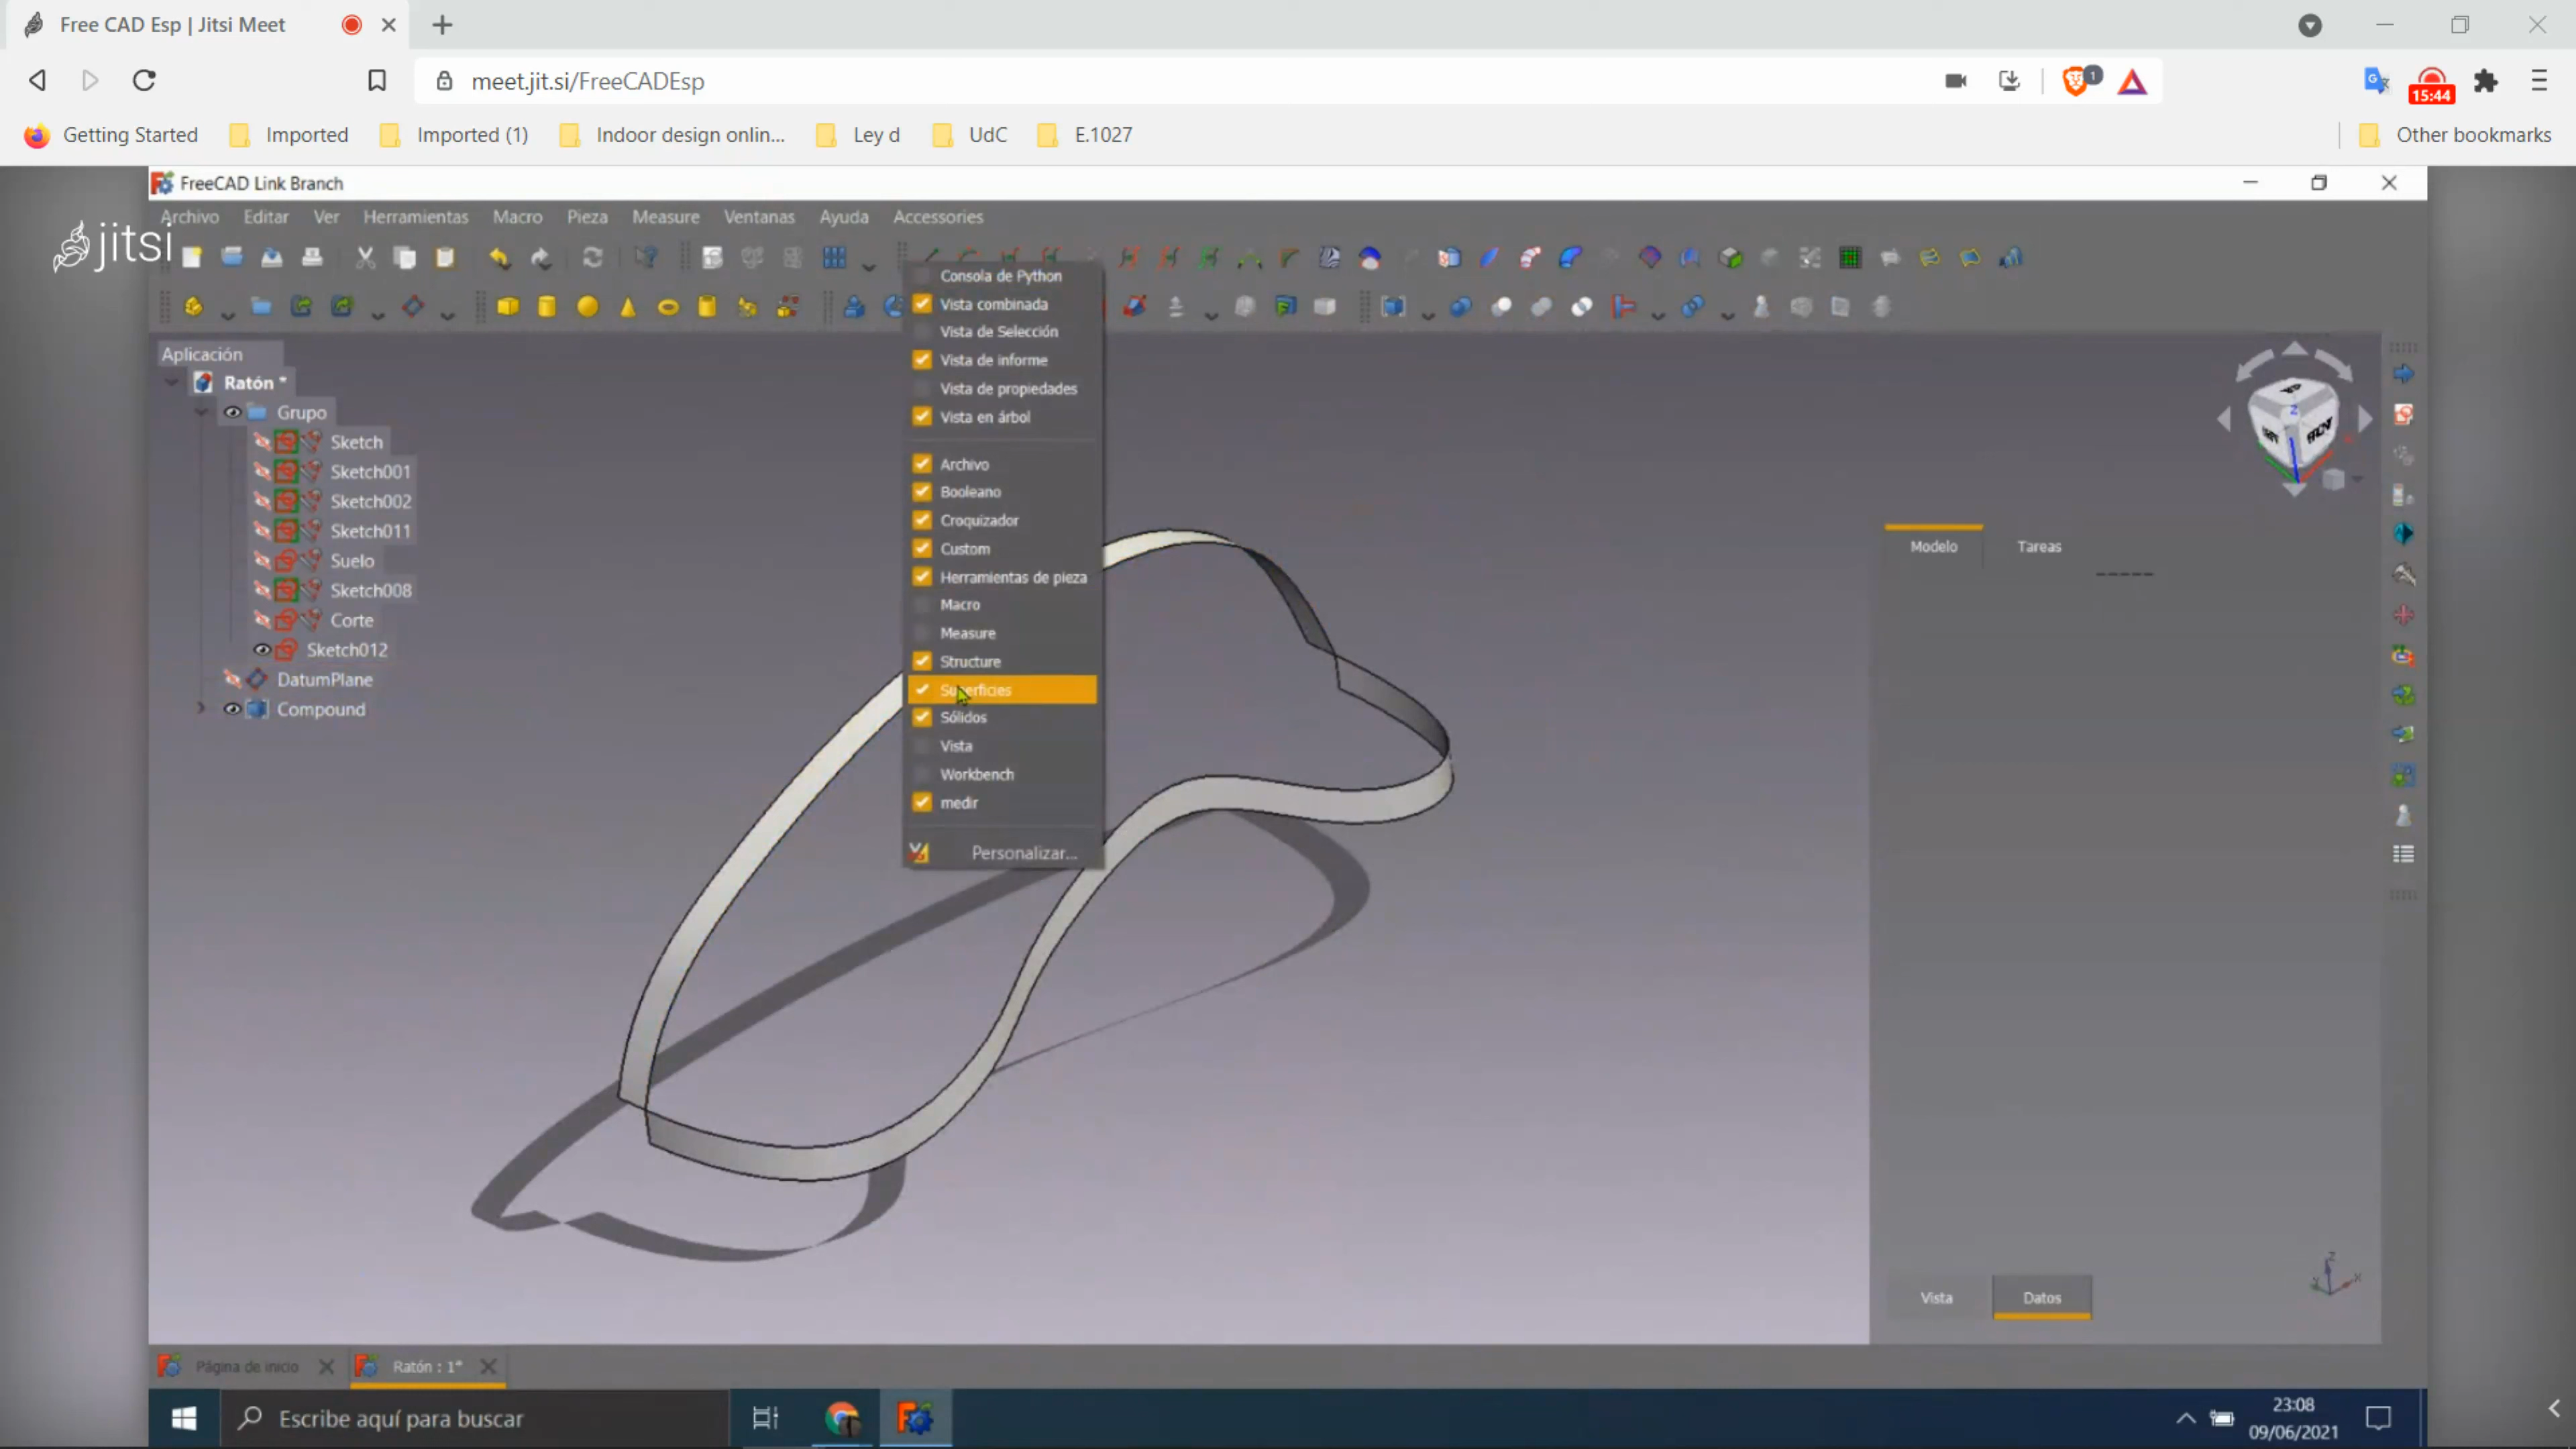 Free CAD Esp | Jitsi Meet
meet.jit.si/FreeCADEsp
1
15:44
Getting Started
Imported
Imported (1)
Indoor design onlin...
Ley d
UdC
E.1027
Other bookmarks
FreeCAD Link Branch
jitsi
Archivo
Editar
Ver
Herramientas
Macro
Pieza
Measure
Ventanas
Ayuda
Accessories
Consola de Python
Vista combinada
Vista de Selección
Vista de informe
Vista de propiedades
Vista en árbol
Archivo
Booleano
Croquizador
Custom
Herramientas de pieza
Macro
Measure
Structure
Superficies
Sólidos
Vista
Workbench
medir
Personalizar...
Aplicación
Ratón *
Grupo
Sketch
Sketch001
Sketch002
Sketch011
Suelo
Sketch008
Corte
Sketch012
DatumPlane
Compound
Modelo
Tareas
Vista
Datos
Z
X
Y
Página de inicio
Ratón : 1*
Escribe aquí para buscar
23:08
09/06/2021